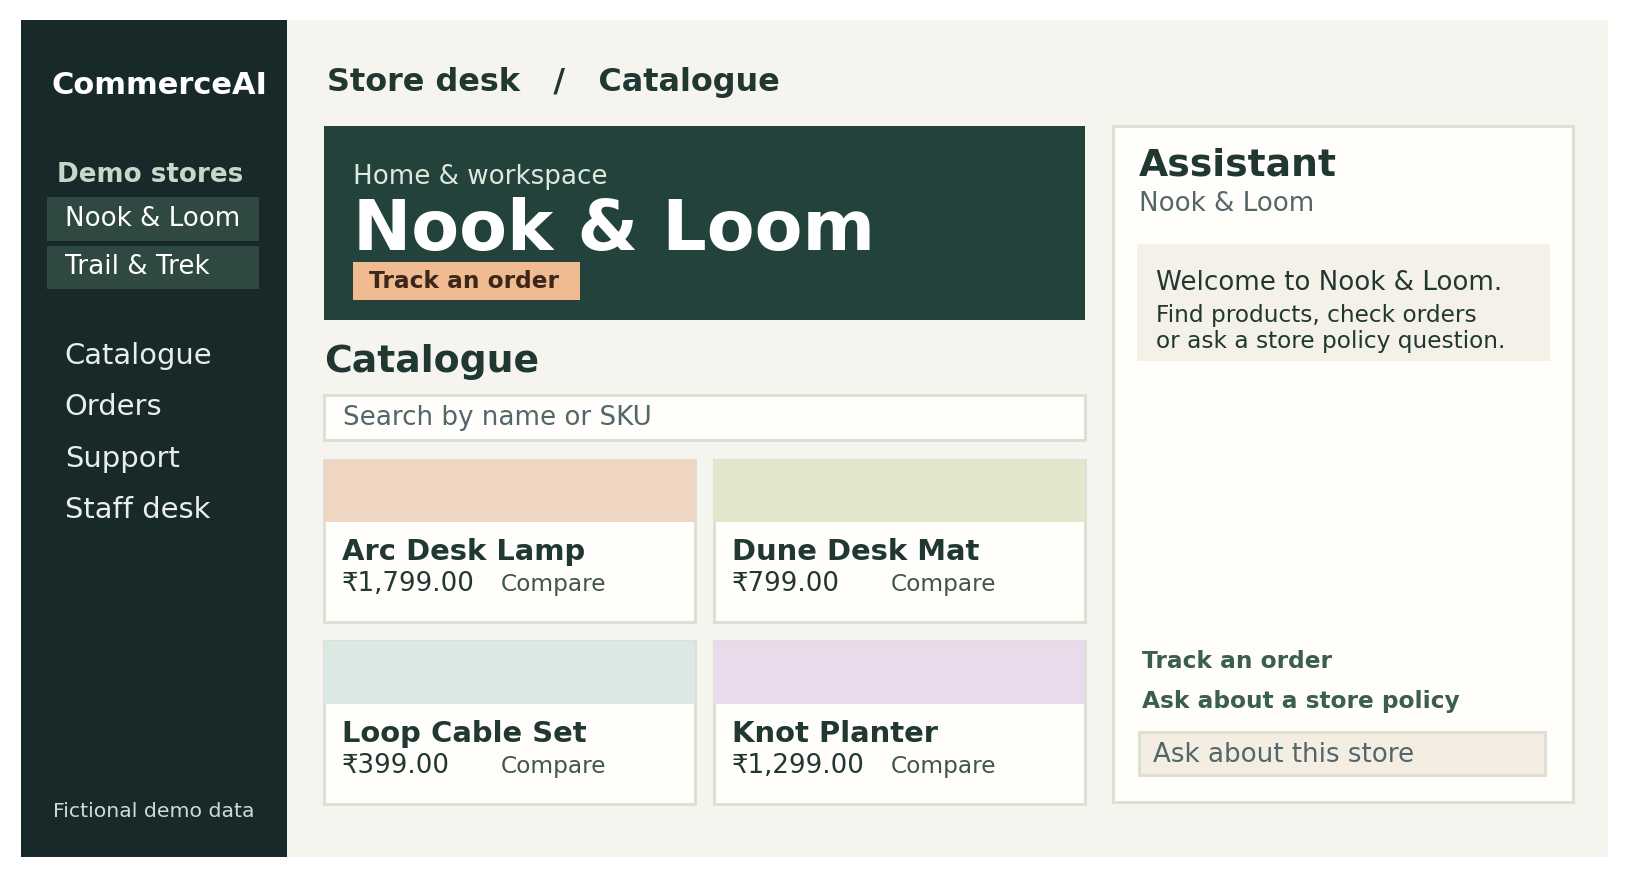 CommerceAI
Demo stores
Nook & Loom
Trail & Trek
Catalogue
Orders
Support
Staff desk
Fictional demo data
Store desk / Catalogue
Home & workspace
Nook & Loom
Track an order
Catalogue
Search by name or SKU
Arc Desk Lamp
₹1,799.00 Compare
Dune Desk Mat
₹799.00 Compare
Loop Cable Set
₹399.00 Compare
Knot Planter
₹1,299.00 Compare
Assistant
Nook & Loom
Welcome to Nook & Loom.
Find products, check orders
or ask a store policy question.
Track an order
Ask about a store policy
Ask about this store